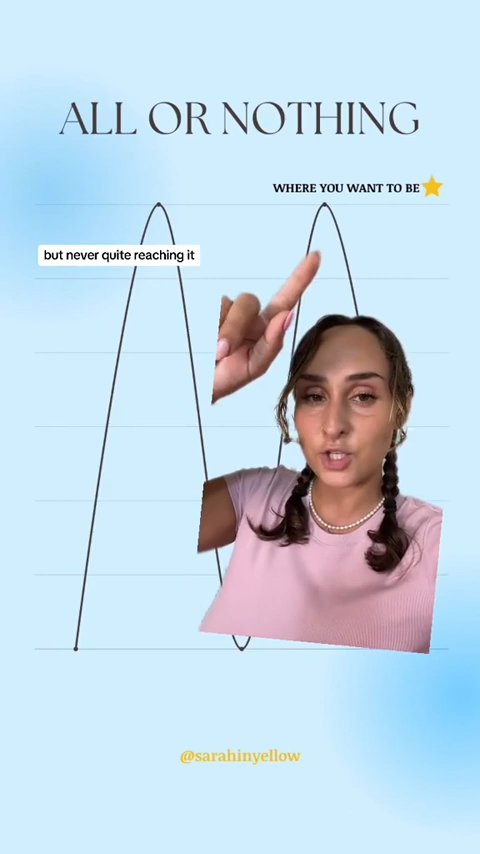 ALL OR NOTHING
WHERE YOU WANT TO BE
but never quite reaching it
@sarahinyellow